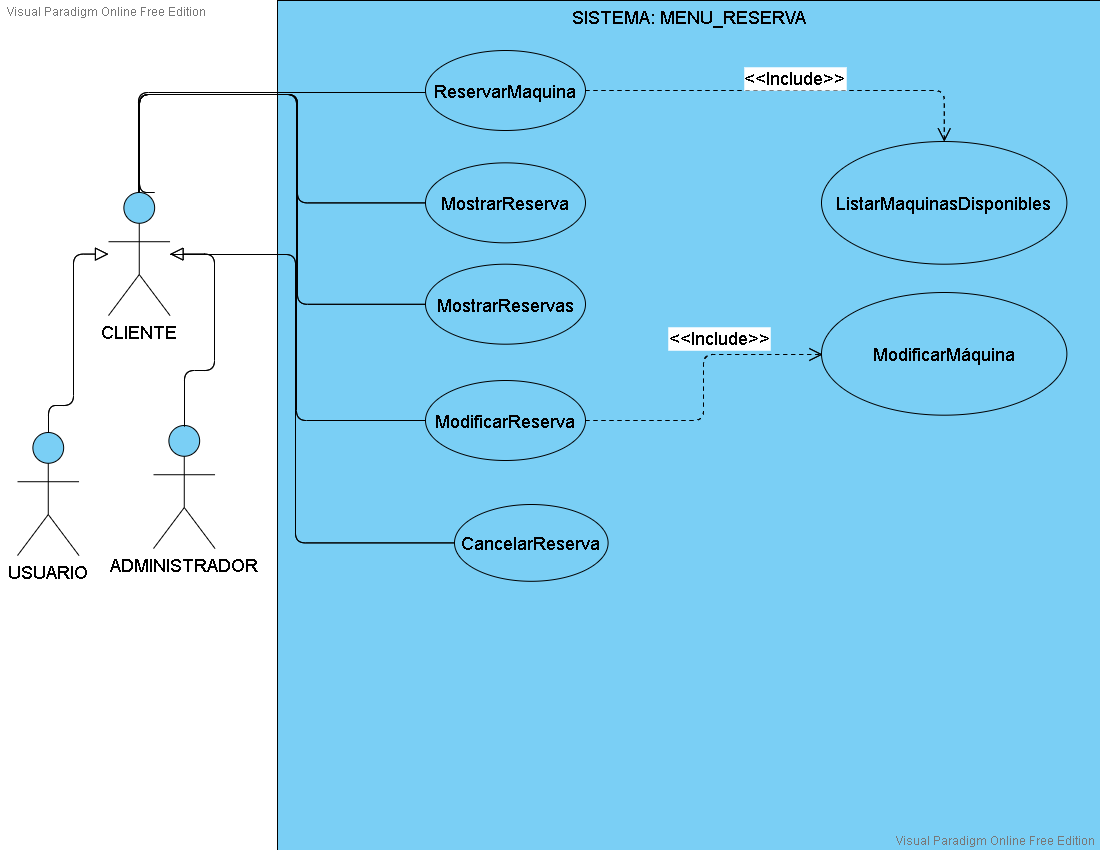 Visual Paradigm Online Free Edition
SISTEMA: MENU_RESERVA
<<Include>>
ReservarMaquina
MostrarReserva
ListarMaquinasDisponibles
MostrarReservas
CLIENTE
<<Include>>
ModificarMáquina
ModificarReserva
CancelarReserva
USUARIO
ADMINISTRADOR
Visual Paradigm Online Free Edition